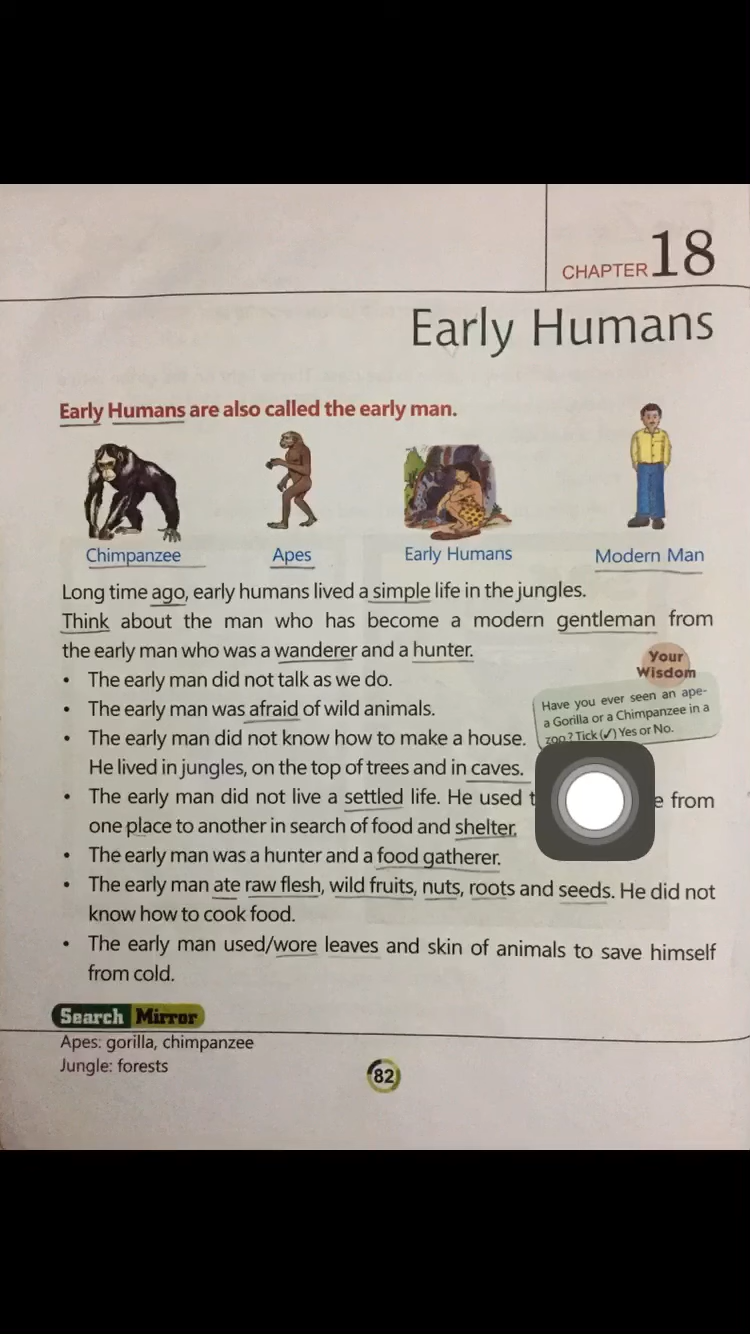 CHAPTER 18
Early Humans
Early Humans are also called the early man.
Chimpanzee Apes Early Humans Modern Man
Long time ago, early humans lived a simple life in the jungles.
Think about the man who has become a modern gentleman from
the early man who was a wanderer and a hunter.
Your
Wisdom
Have you ever seen an ape-
a Gorilla or a Chimpanzee in a
zoo? Tick (✓) Yes or No.
• The early man did not talk as we do.
• The early man was afraid of wild animals.
• The early man did not know how to make a house.
He lived in jungles, on the top of trees and in caves.
• The early man did not live a settled life. He used from
one place to another in search of food and shelter.
• The early man was a hunter and a food gatherer.
• The early man ate raw flesh, wild fruits, nuts, roots and seeds. He did not
know how to cook food.
• The early man used/wore leaves and skin of animals to save himself
from cold.
Search Mirror
Apes: gorilla, chimpanzee
Jungle: forests
82